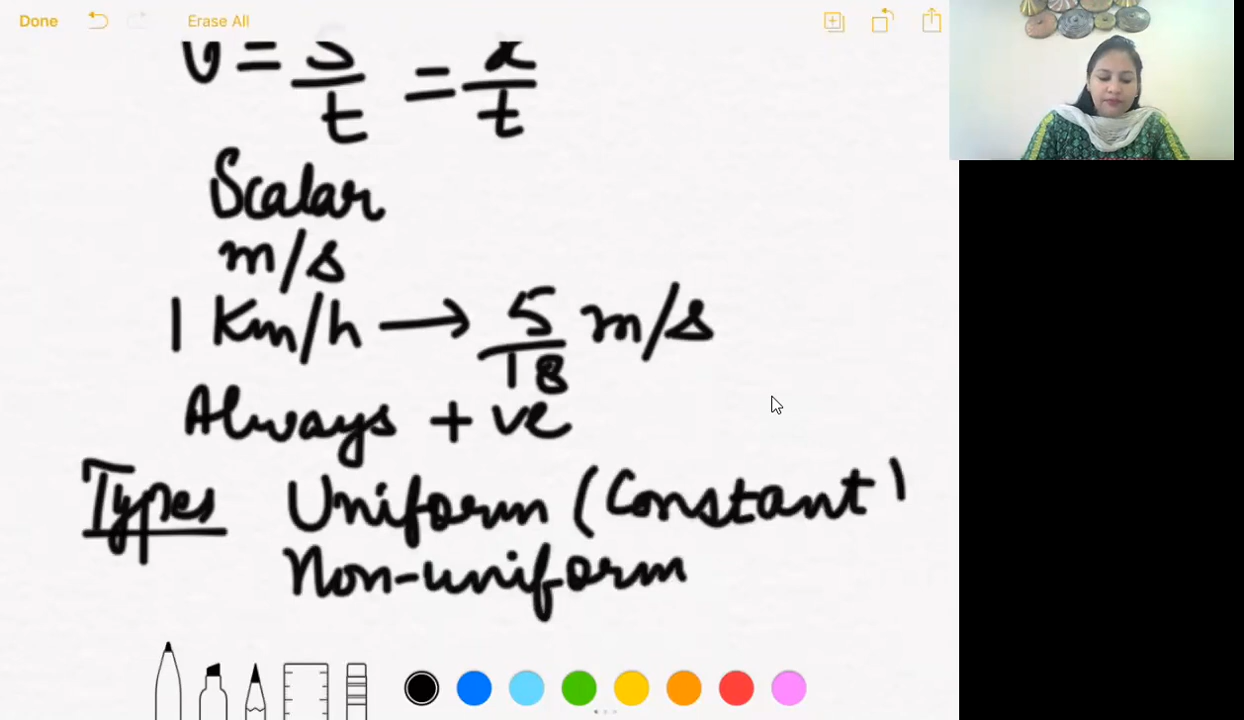 Done Erase All
v = s/t = x/t
Scalar
m/s
1 Km/h → 5/18 m/s
Always +ve
Types Uniform (Constant)
Non-uniform